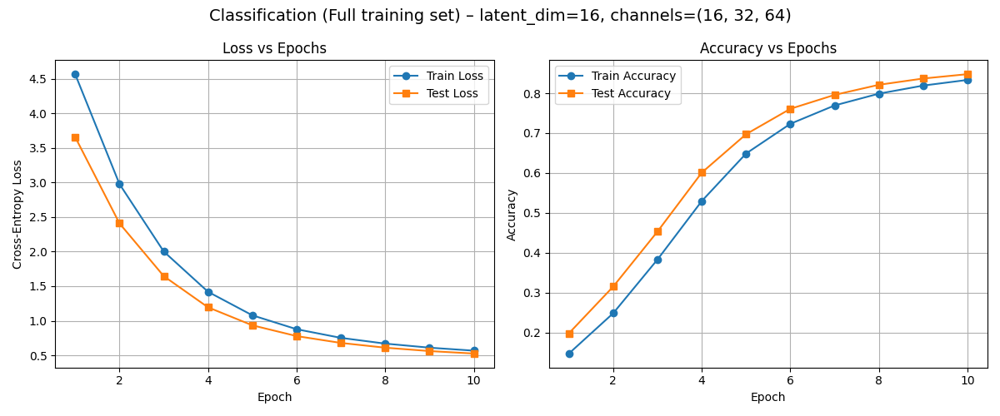 Classification (Full training set) – latent_dim=16, channels=(16, 32, 64)
Loss vs Epochs
Train Loss
Test Loss
Cross-Entropy Loss
4.5
4.0
3.5
3.0
2.5
2.0
1.5
1.0
0.5
2 4 6 8 10
Epoch
Accuracy vs Epochs
Train Accuracy
Test Accuracy
Accuracy
0.8
0.7
0.6
0.5
0.4
0.3
0.2
2 4 6 8 10
Epoch